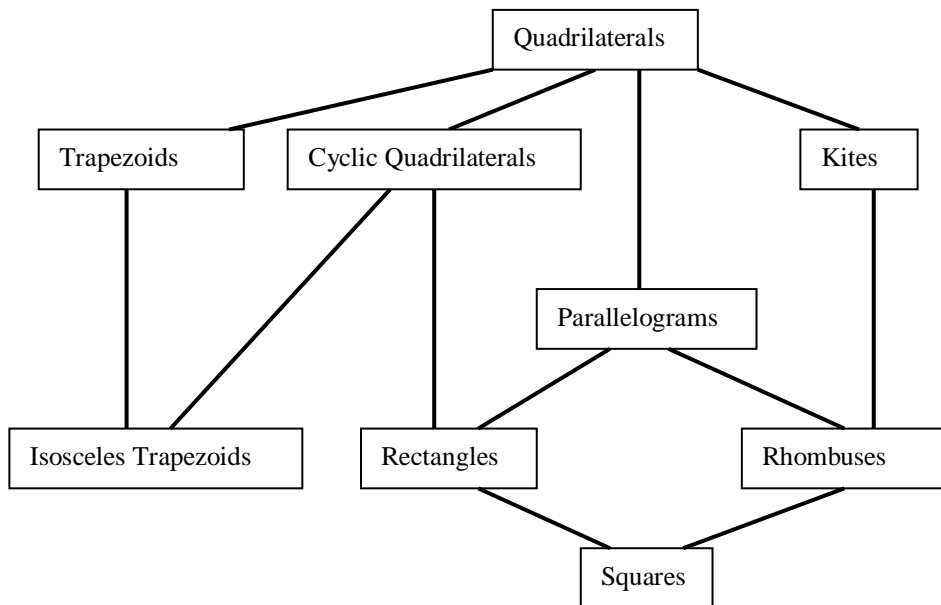 Quadrilaterals
Trapezoids
Cyclic Quadrilaterals
Kites
Parallelograms
Isosceles Trapezoids
Rectangles
Rhombuses
Squares